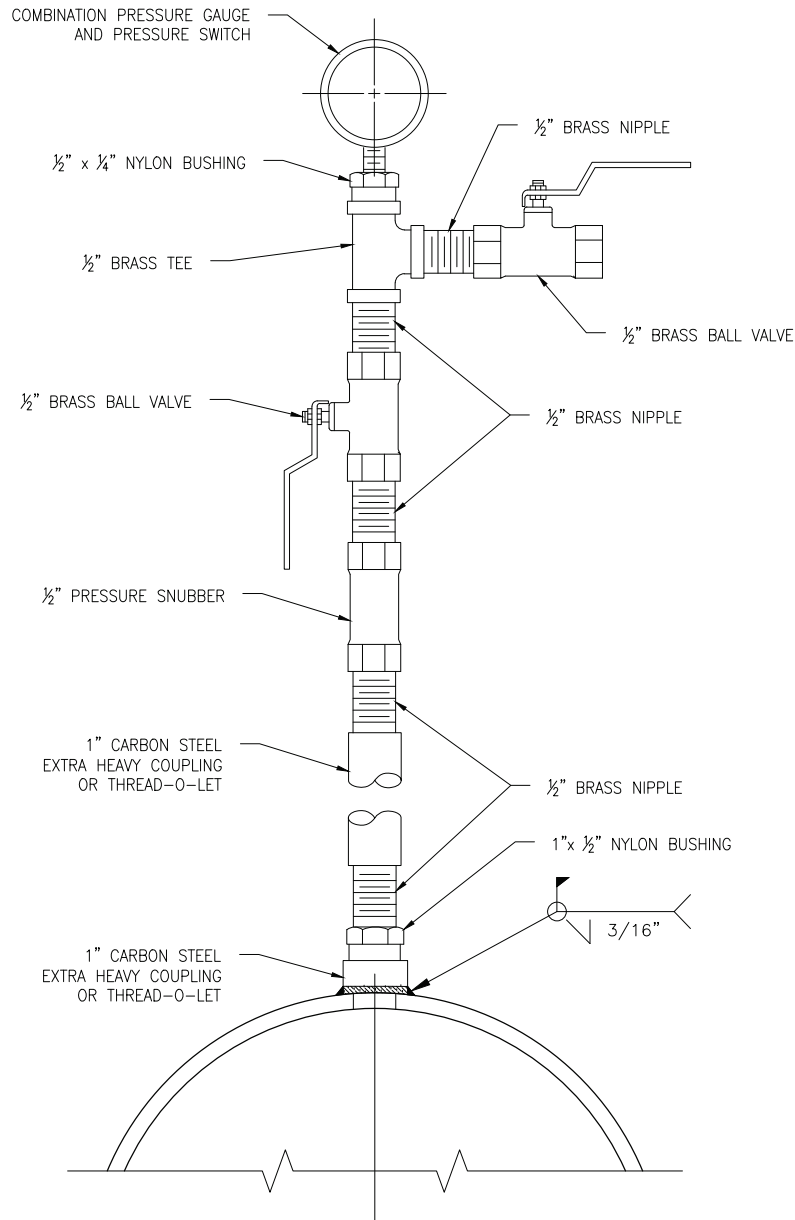 COMBINATION PRESSURE GAUGE
AND PRESSURE SWITCH
½" BRASS NIPPLE
½" x ¼" NYLON BUSHING
½" BRASS TEE
½" BRASS BALL VALVE
½" BRASS BALL VALVE
½" BRASS NIPPLE
½" PRESSURE SNUBBER
1" CARBON STEEL
EXTRA HEAVY COUPLING
OR THREAD-O-LET
½" BRASS NIPPLE
1"x ½" NYLON BUSHING
3/16"
1" CARBON STEEL
EXTRA HEAVY COUPLING
OR THREAD-O-LET